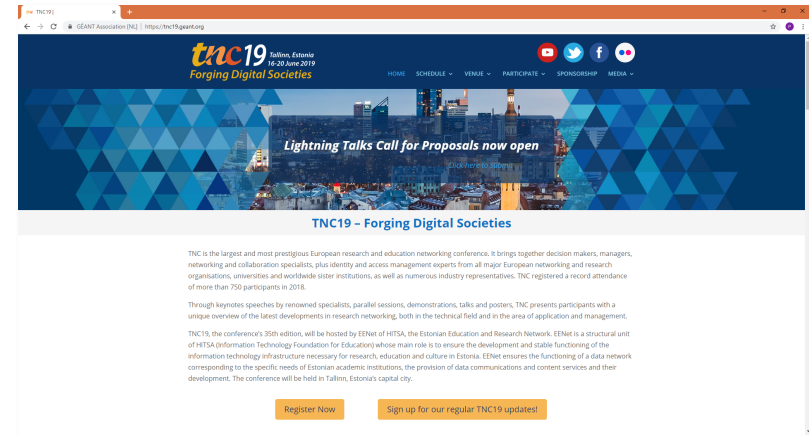 TNC19 |
GÉANT Association [NL] | https://tnc19.geant.org
P
tnc19 Tallinn, Estonia
16-20 June 2019
Forging Digital Societies
HOME SCHEDULE VENUE PARTICIPATE SPONSORSHIP MEDIA
Lightning Talks Call for Proposals now open
Click here to submit
TNC19 – Forging Digital Societies
TNC is the largest and most prestigious European research and education networking conference. It brings together decision makers, managers,
networking and collaboration specialists, plus identity and access management experts from all major European networking and research
organisations, universities and worldwide sister institutions, as well as numerous industry representatives. TNC registered a record attendance
of more than 750 participants in 2018.
Through keynotes speeches by renowned specialists, parallel sessions, demonstrations, talks and posters, TNC presents participants with a
unique overview of the latest developments in research networking, both in the technical field and in the area of application and management.
TNC19, the conference's 35th edition, will be hosted by EENet of HITSA, the Estonian Education and Research Network. EENet is a structural unit
of HITSA (Information Technology Foundation for Education) whose main role is to ensure the development and stable functioning of the
information technology infrastructure necessary for research, education and culture in Estonia. EENet ensures the functioning of a data network
corresponding to the specific needs of Estonian academic institutions, the provision of data communications and content services and their
development. The conference will be held in Tallinn, Estonia's capital city.
Register Now Sign up for our regular TNC19 updates!